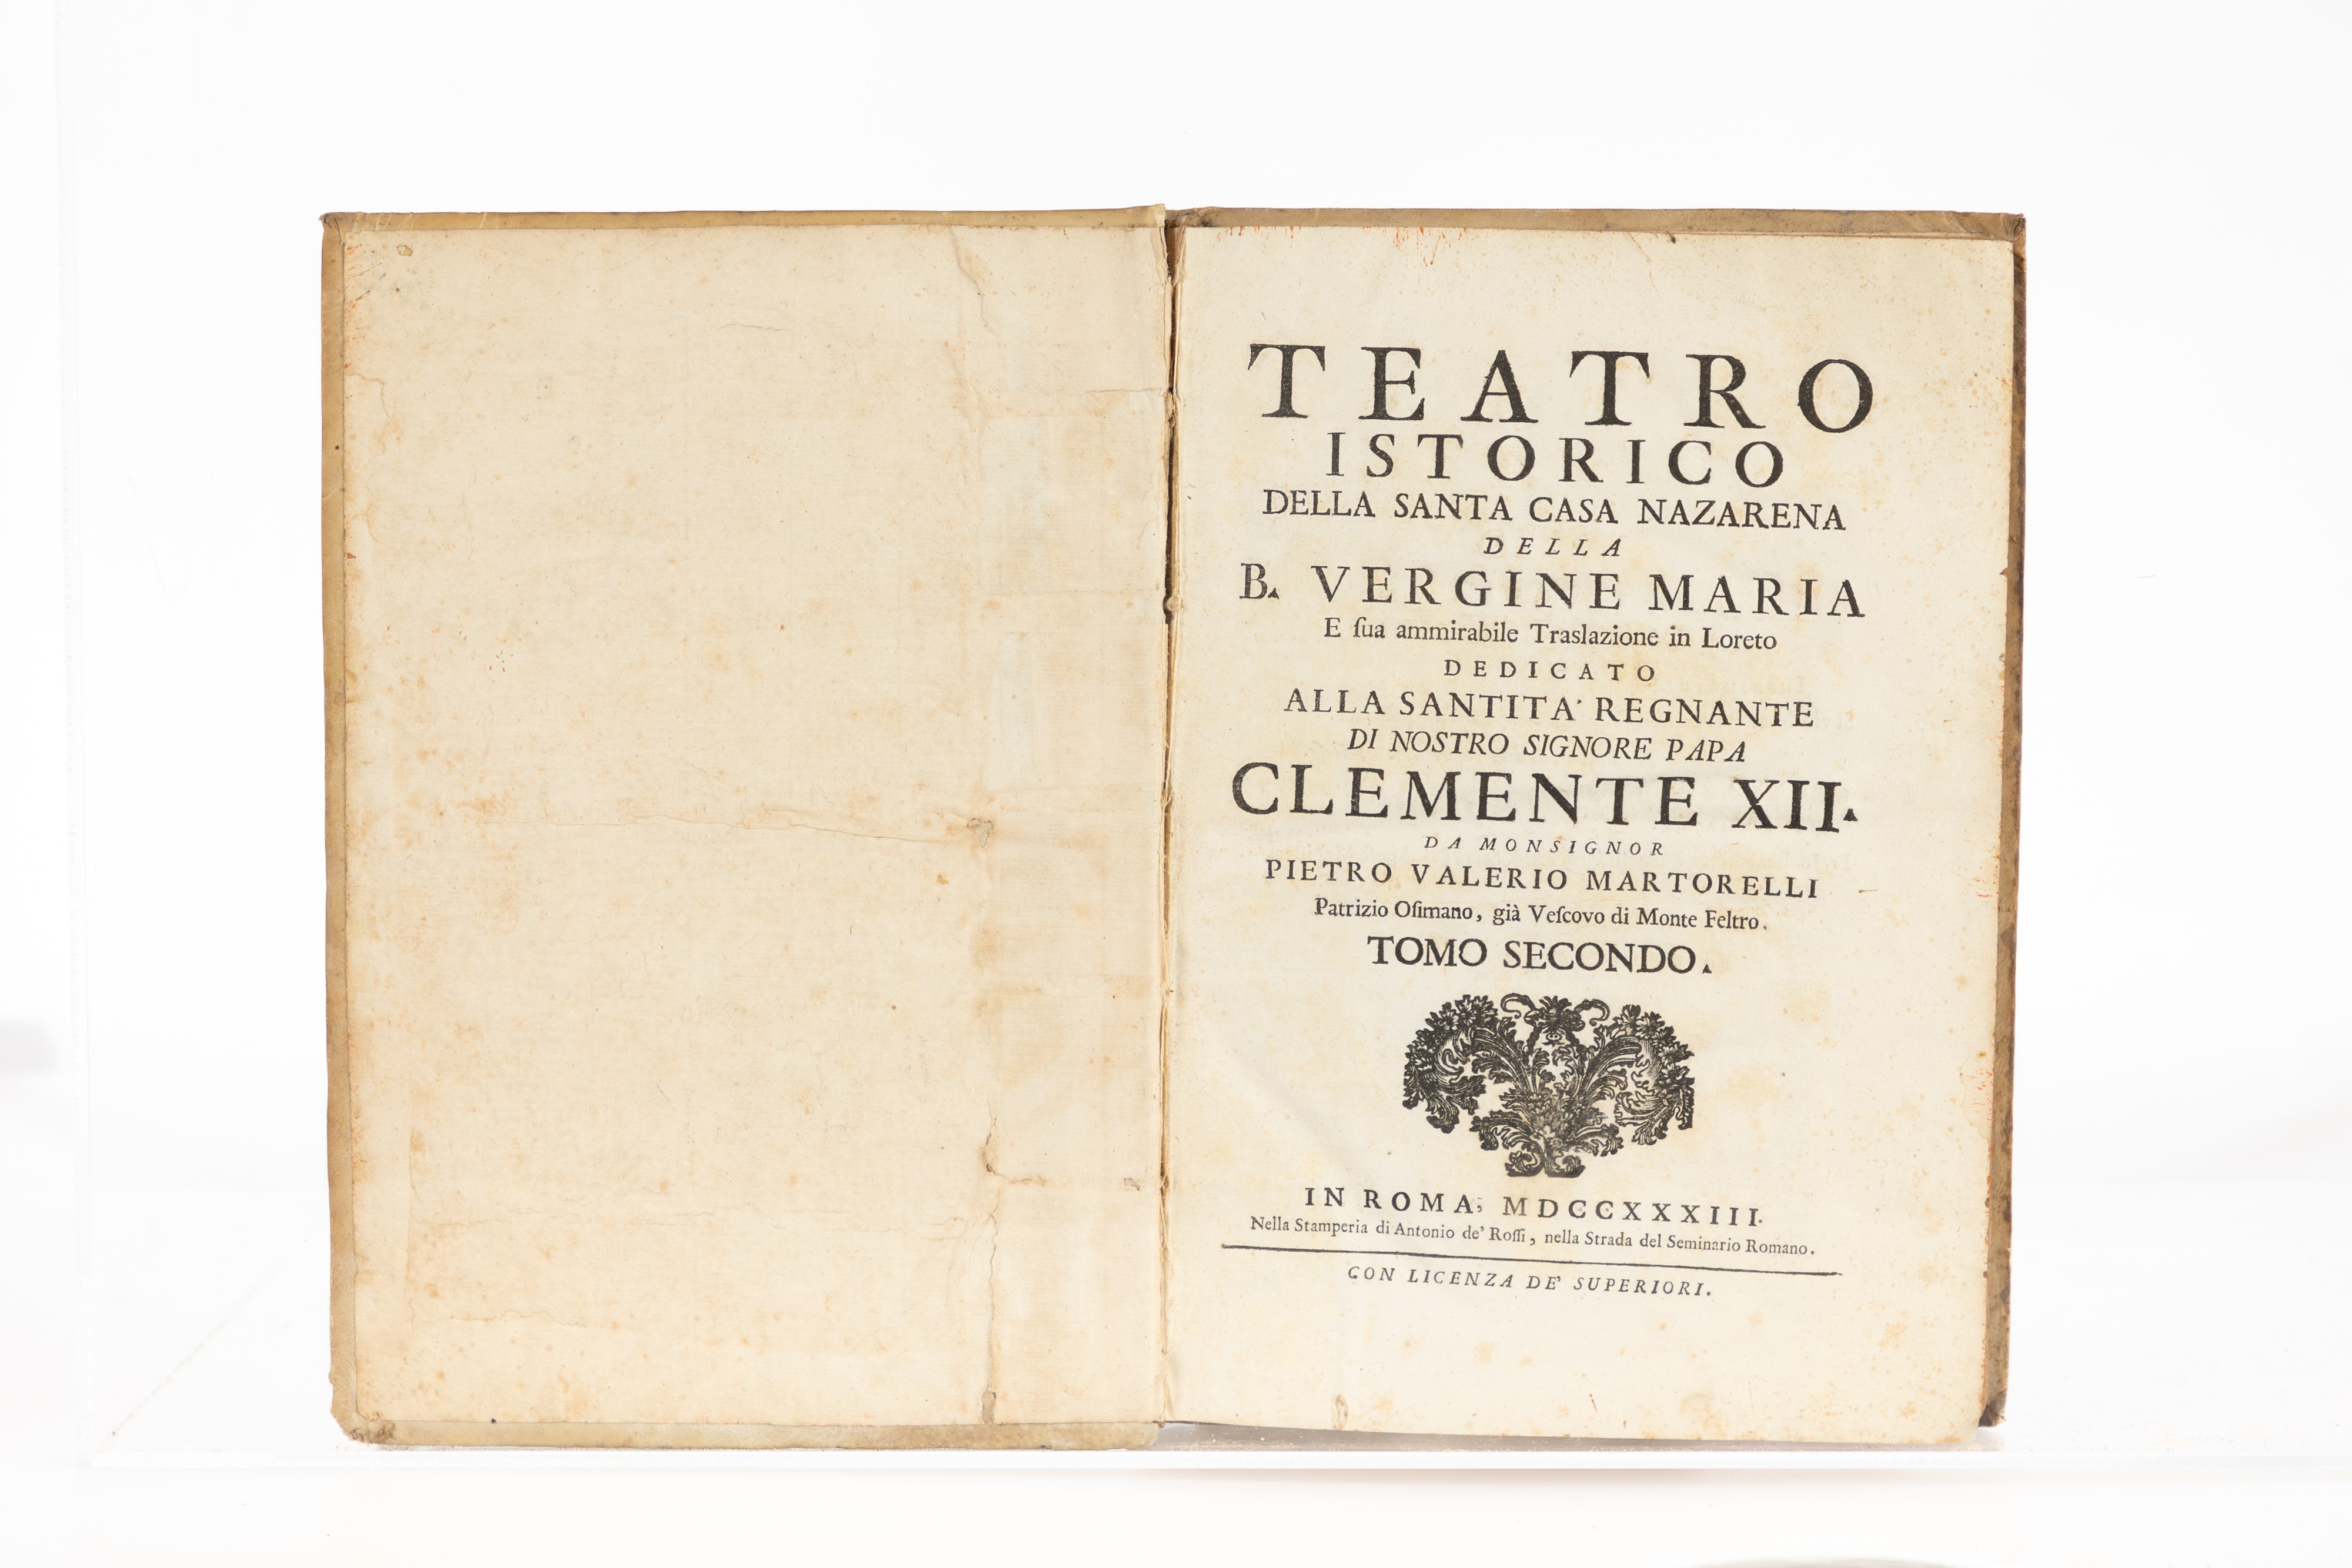 TEATRO
ISTORICO
DELLA SANTA CASA NAZARENA
DELLA
B. VERGINE MARIA
E ſua ammirabile Traslazione in Loreto
DEDICATO
ALLA SANTITA' REGNANTE
DI NOSTRO SIGNORE PAPA
CLEMENTE XII.
DA MONSIGNOR
PIETRO VALERIO MARTORELLI
Patrizio Oſimano, già Veſcovo di Monte Feltro.
TOMO SECONDO.
IN ROMA, MDCCXXXIII.
Nella Stamperia di Antonio de' Roſſi, nella Strada del Seminario Romano.
CON LICENZA DE' SUPERIORI.